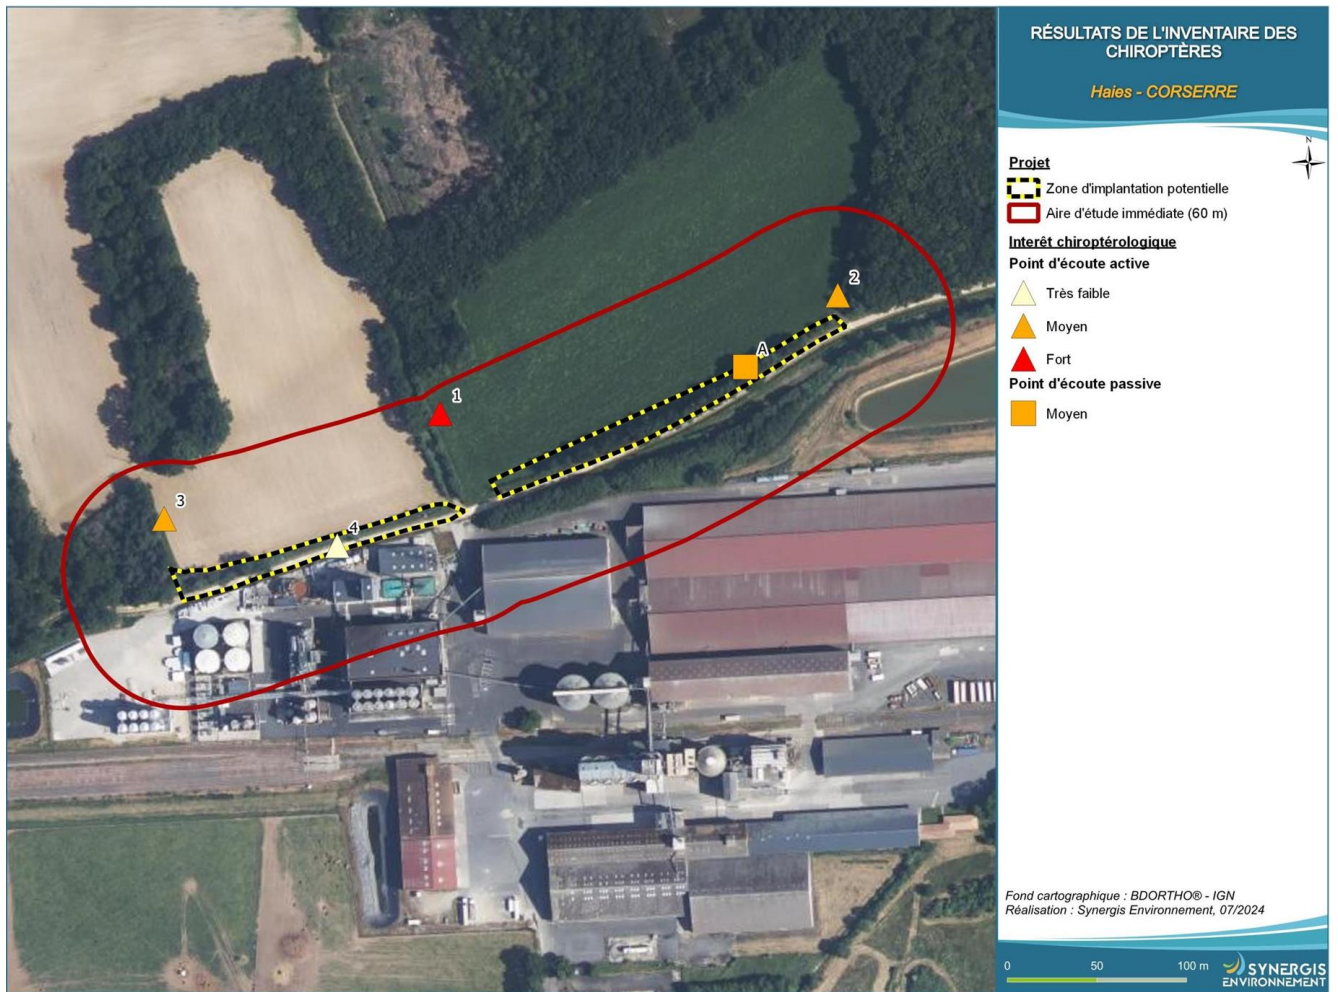 RÉSULTATS DE L'INVENTAIRE DES
CHIROPTÈRES
Haies - CORSERRE
N
Projet
Zone d'implantation potentielle
Aire d'étude immédiate (60 m)
Interêt chiroptérologique
Point d'écoute active
Très faible
Moyen
Fort
Point d'écoute passive
Moyen
2
A
1
3
4
Fond cartographique : BDORTHO® - IGN
Réalisation : Synergis Environnement, 07/2024
0 50 100 m
SYNERGIS
ENVIRONNEMENT